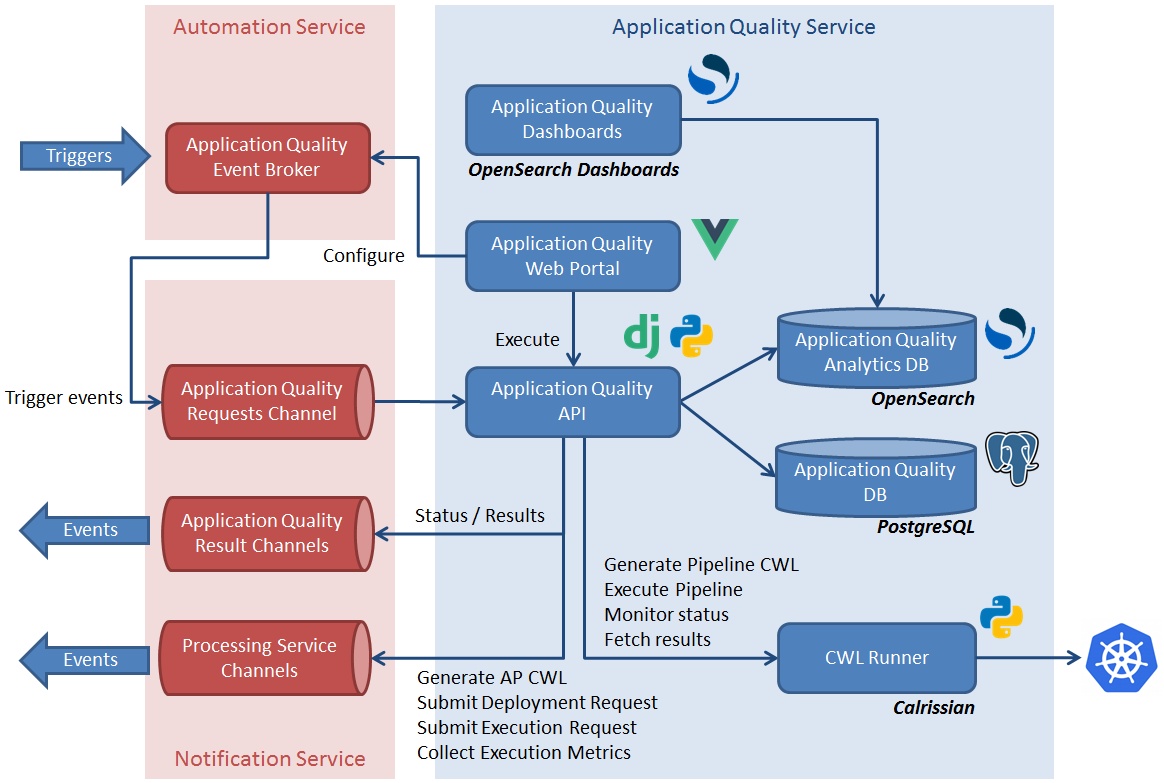 Automation Service
Application Quality Service
Application Quality
Dashboards
OpenSearch Dashboards
Triggers
Application Quality
Event Broker
Configure
Application Quality
Web Portal
Execute
dj
Application Quality
Analytics DB
OpenSearch
Trigger events
Application Quality
Requests Channel
Application Quality
API
Application Quality
DB
PostgreSQL
Events
Application Quality
Result Channels
Status / Results
Generate Pipeline CWL
Execute Pipeline
Monitor status
Fetch results
Events
Processing Service
Channels
CWL Runner
Calrissian
Generate AP CWL
Submit Deployment Request
Submit Execution Request
Collect Execution Metrics
Notification Service